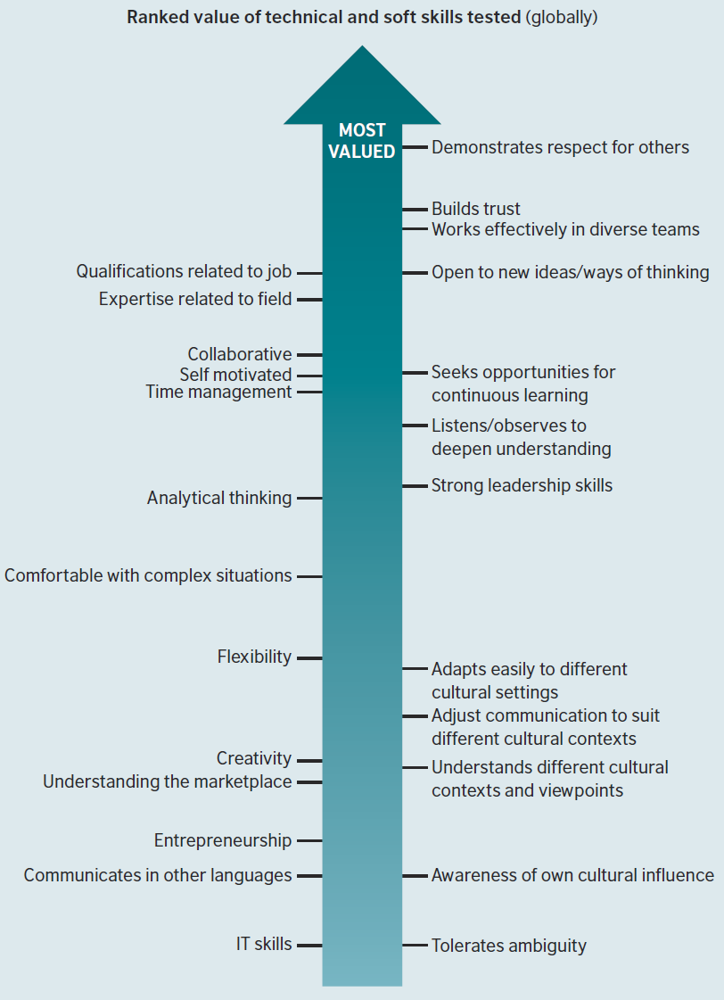 Ranked value of technical and soft skills tested (globally)
MOST
VALUED
Demonstrates respect for others
Builds trust
Works effectively in diverse teams
Qualifications related to job
Open to new ideas/ways of thinking
Expertise related to field
Collaborative
Self motivated
Time management
Seeks opportunities for
continuous learning
Listens/observes to
deepen understanding
Strong leadership skills
Analytical thinking
Comfortable with complex situations
Flexibility
Adapts easily to different
cultural settings
Adjust communication to suit
different cultural contexts
Creativity
Understands different cultural
contexts and viewpoints
Understanding the marketplace
Entrepreneurship
Communicates in other languages
Awareness of own cultural influence
IT skills
Tolerates ambiguity